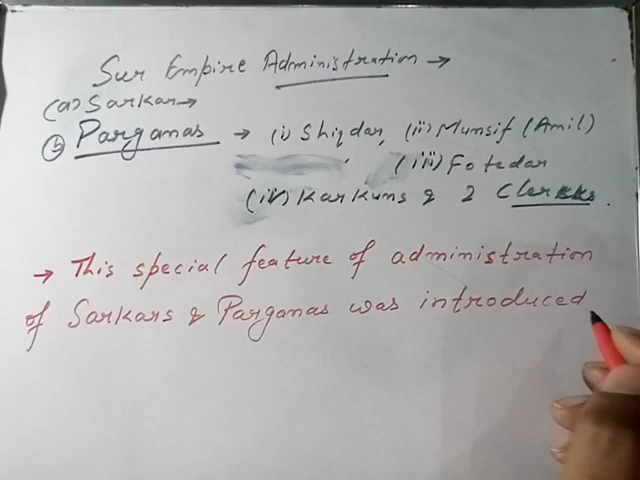 Sur Empire Administration →
(a) Sarkar →
(b) Parganas → (i) Shiqdar, (ii) Munsif (Amil)
(iii) Fotedar
(iv) Karkuns & 2 Clerks.
→ This special feature of administration
of Sarkars & Parganas was introduced